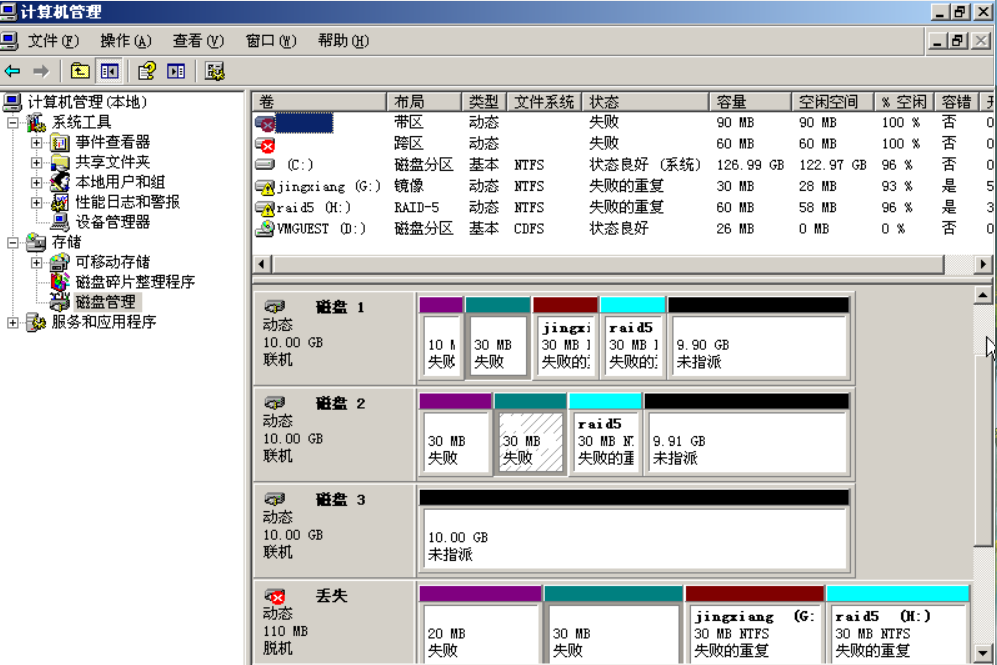 计算机管理
文件(F) 操作(A) 查看(V) 窗口(W) 帮助(H)
计算机管理(本地)
系统工具
事件查看器
共享文件夹
本地用户和组
性能日志和警报
设备管理器
存储
可移动存储
磁盘碎片整理程序
磁盘管理
服务和应用程序
卷 布局 类型 文件系统 状态 容量 空闲空间 % 空闲 容错
带区 动态 失败 90 MB 90 MB 100 % 否 0
跨区 动态 失败 60 MB 60 MB 100 % 否 0
(C:) 磁盘分区 基本 NTFS 状态良好 (系统) 126.99 GB 122.97 GB 96 % 否 0
jingxiang (G:) 镜像 动态 NTFS 失败的重复 30 MB 28 MB 93 % 是 5
raid5 (H:) RAID-5 动态 NTFS 失败的重复 60 MB 58 MB 96 % 是 3
VMGUEST (D:) 磁盘分区 基本 CDFS 状态良好 26 MB 0 MB 0 % 否 0
磁盘 1
动态
10.00 GB
联机
10 M
失败
30 MB
失败
jingxi
30 MB
失败的
raid5
30 MB
失败的
9.90 GB
未指派
磁盘 2
动态
10.00 GB
联机
30 MB
失败
30 MB
失败
raid5
30 MB N
失败的重
9.91 GB
未指派
磁盘 3
动态
10.00 GB
联机
10.00 GB
未指派
丢失
动态
110 MB
脱机
20 MB
失败
30 MB
失败
jingxiang (G:
30 MB NTFS
失败的重复
raid5 (H:)
30 MB NTFS
失败的重复